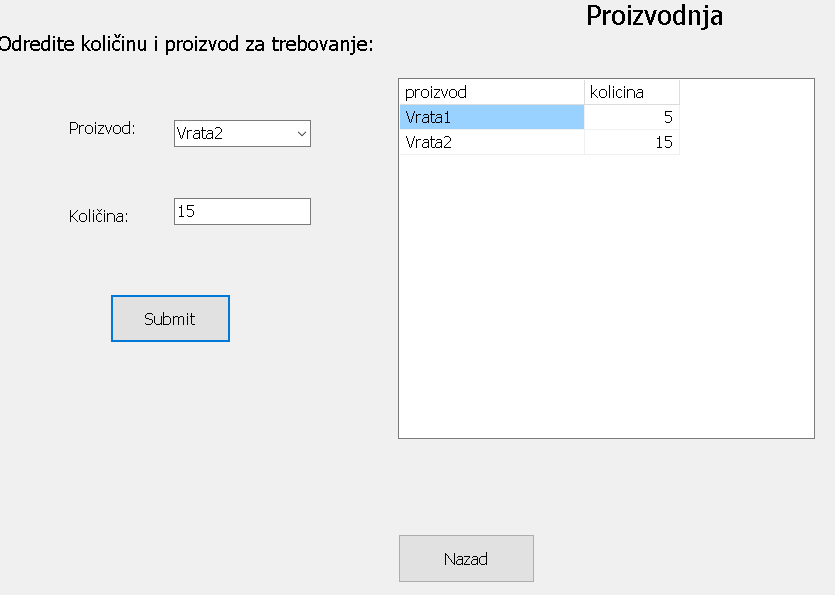 Proizvodnja
Odredite količinu i proizvod za trebovanje:
Proizvod:
Vrata2
Količina:
15
Submit
proizvod kolicina
Vrata1 5
Vrata2 15
Nazad